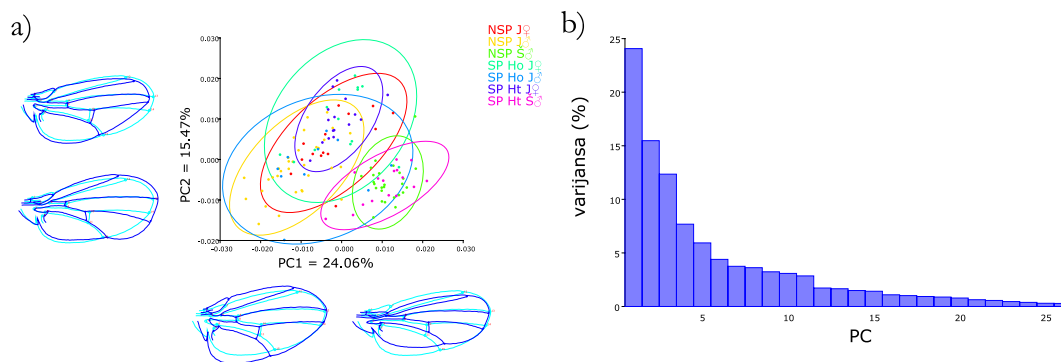 a)
NSP J♀
NSP J♂
NSP S♂
SP Ho J♀
SP Ho J♂
SP Ht J♀
SP Ht S♂
0.030
0.020
0.010
0.000
-0.010
-0.020
PC2 = 15.47%
-0.030
-0.020
-0.010
0.000
0.010
0.020
0.030
PC1 = 24.06%
b)
25
20
15
10
5
0
varijansa (%)
5
10
15
20
25
PC